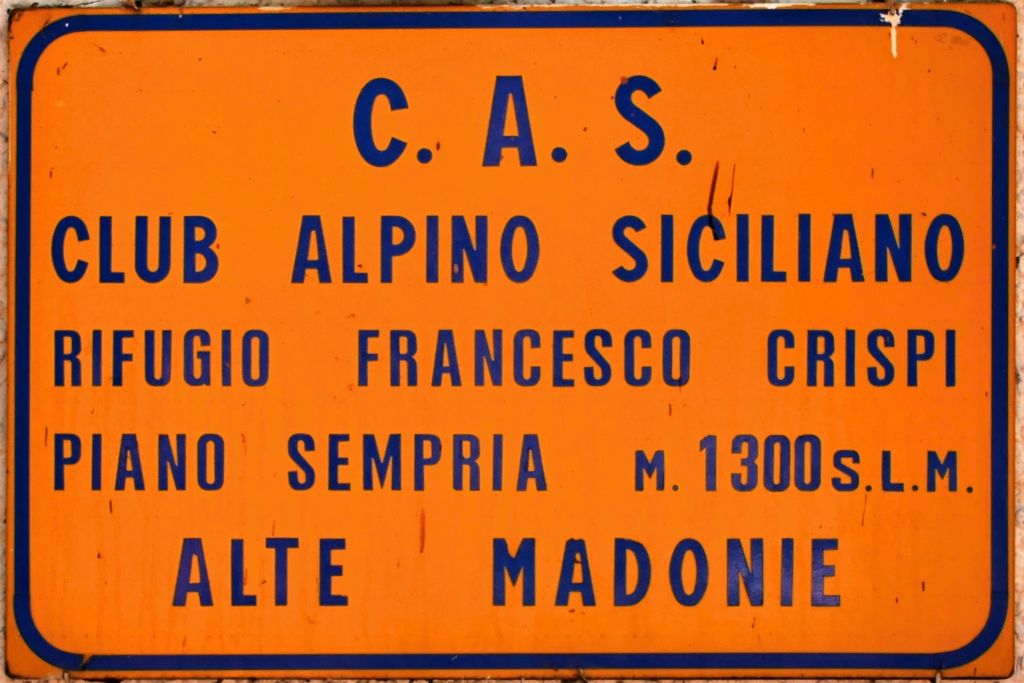 C. A. S.
CLUB ALPINO SICILIANO
RIFUGIO FRANCESCO CRISPI
PIANO SEMPRIA M. 1300 S.L.M.
ALTE MADONIE